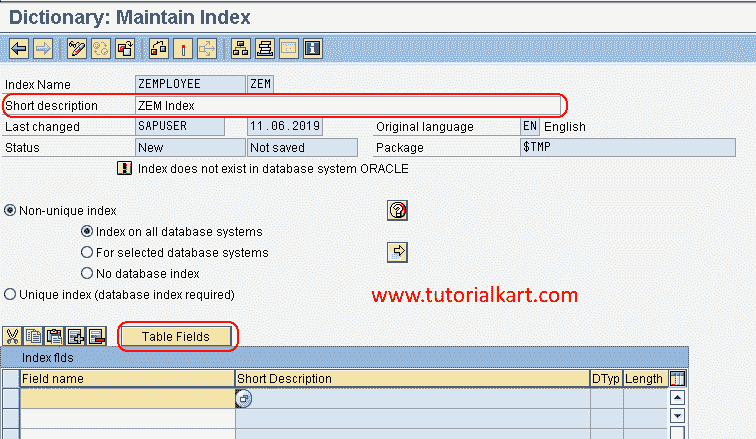 Dictionary: Maintain Index
Index Name ZEMPLOYEE ZEM
Short description ZEM Index
Last changed SAPUSER 11.06.2019 Original language EN English
Status New Not saved Package $TMP
Index does not exist in database system ORACLE
Non-unique index
Index on all database systems
For selected database systems
No database index
Unique index (database index required)
www.tutorialkart.com
Table Fields
Index flds
Field name Short Description DTyp Length